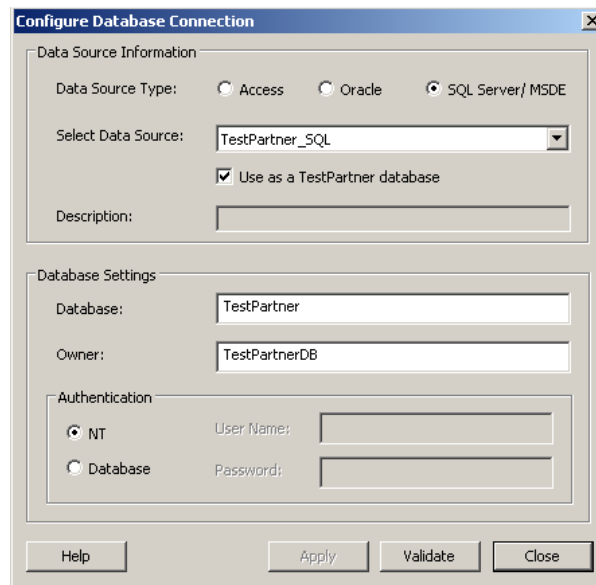 Configure Database Connection
Data Source Information
Data Source Type: Access Oracle SQL Server/ MSDE
Select Data Source: TestPartner_SQL
Use as a TestPartner database
Description:
Database Settings
Database: TestPartner
Owner: TestPartnerDB
Authentication
NT User Name:
Database Password:
Help Apply Validate Close